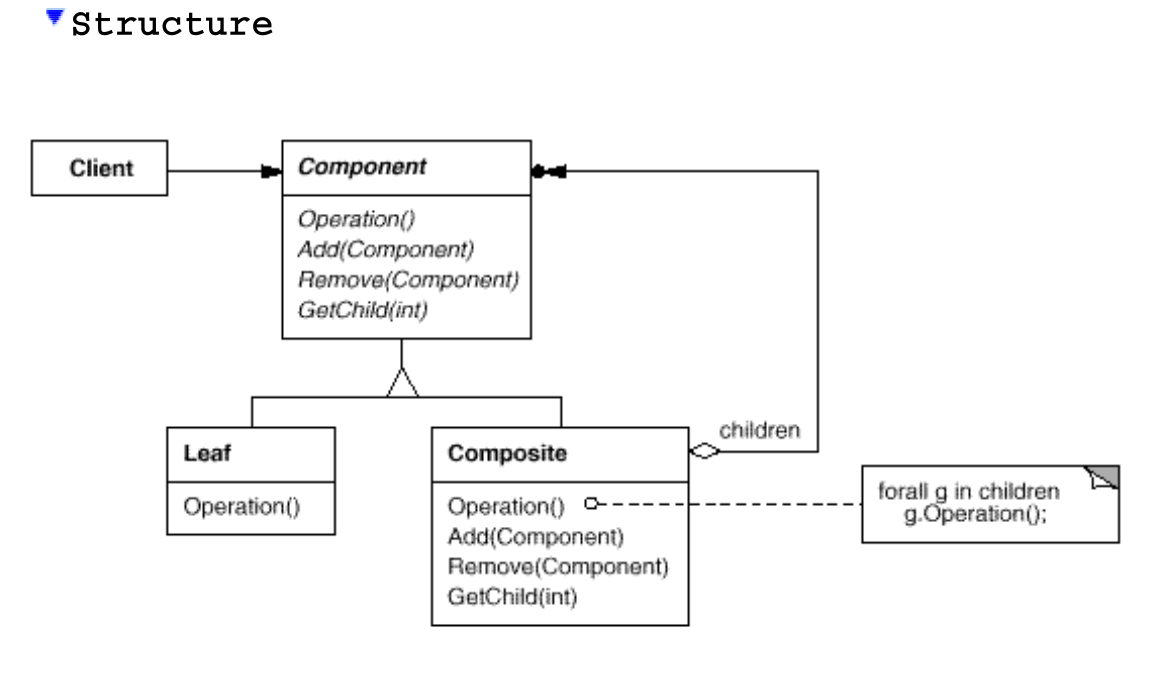 Structure
Client
Component
Operation()
Add(Component)
Remove(Component)
GetChild(int)
Leaf
Operation()
Composite
Operation()
Add(Component)
Remove(Component)
GetChild(int)
children
forall g in children
g.Operation();